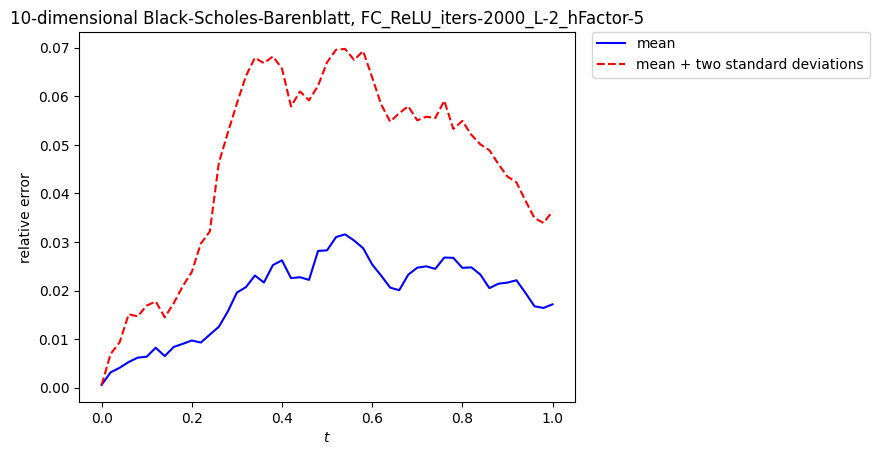 10-dimensional Black-Scholes-Barenblatt, FC_ReLU_iters-2000_L-2_hFactor-5
mean
mean + two standard deviations
relative error
0.07
0.06
0.05
0.04
0.03
0.02
0.01
0.00
0.0 0.2 0.4 0.6 0.8 1.0
t